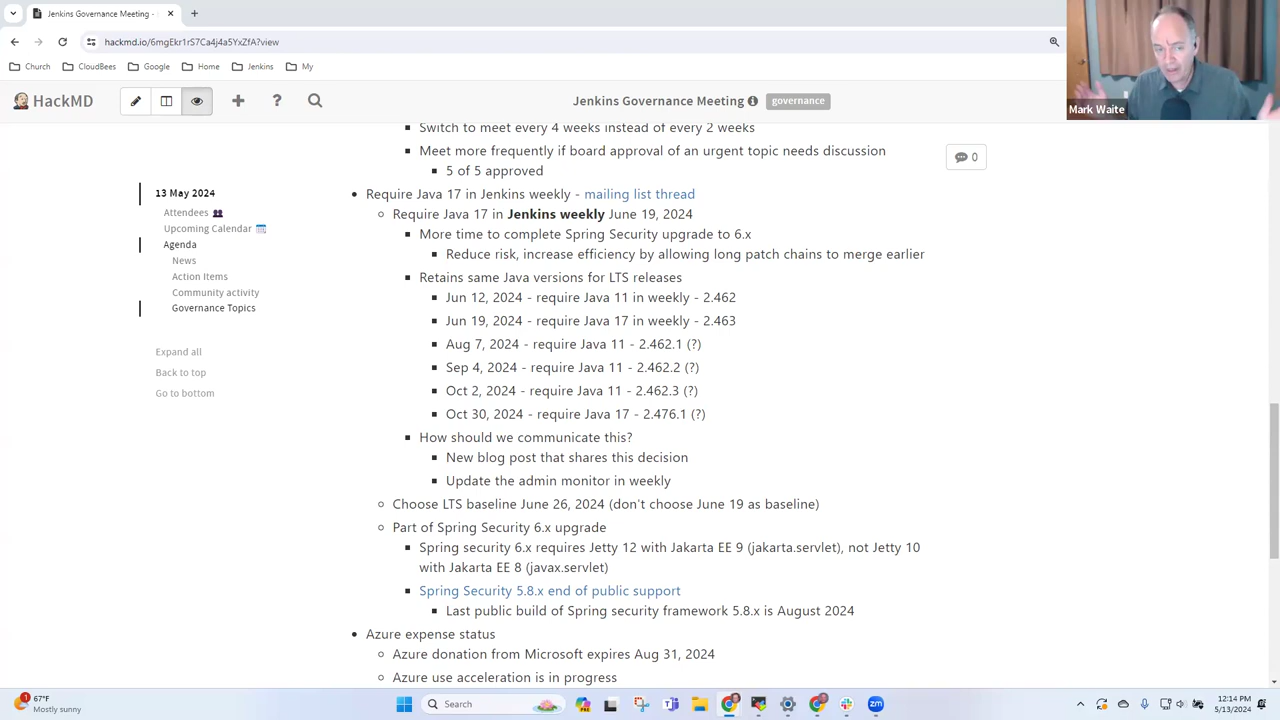 Jenkins Governance Meeting -
hackmd.io/6mgEkr1rS7Ca4j4a5YxZfA?view
Church
CloudBees
Google
Home
Jenkins
My
HackMD
Jenkins Governance Meeting
governance
Mark Waite
0
13 May 2024
Attendees
Upcoming Calendar
Agenda
News
Action Items
Community activity
Governance Topics
Expand all
Back to top
Go to bottom
Switch to meet every 4 weeks instead of every 2 weeks
Meet more frequently if board approval of an urgent topic needs discussion
5 of 5 approved
Require Java 17 in Jenkins weekly - mailing list thread
Require Java 17 in Jenkins weekly June 19, 2024
More time to complete Spring Security upgrade to 6.x
Reduce risk, increase efficiency by allowing long patch chains to merge earlier
Retains same Java versions for LTS releases
Jun 12, 2024 - require Java 11 in weekly - 2.462
Jun 19, 2024 - require Java 17 in weekly - 2.463
Aug 7, 2024 - require Java 11 - 2.462.1 (?)
Sep 4, 2024 - require Java 11 - 2.462.2 (?)
Oct 2, 2024 - require Java 11 - 2.462.3 (?)
Oct 30, 2024 - require Java 17 - 2.476.1 (?)
How should we communicate this?
New blog post that shares this decision
Update the admin monitor in weekly
Choose LTS baseline June 26, 2024 (don't choose June 19 as baseline)
Part of Spring Security 6.x upgrade
Spring security 6.x requires Jetty 12 with Jakarta EE 9 (jakarta.servlet), not Jetty 10
with Jakarta EE 8 (javax.servlet)
Spring Security 5.8.x end of public support
Last public build of Spring security framework 5.8.x is August 2024
Azure expense status
Azure donation from Microsoft expires Aug 31, 2024
Azure use acceleration is in progress
1
67°F
Mostly sunny
Search
zm
12:14 PM
5/13/2024